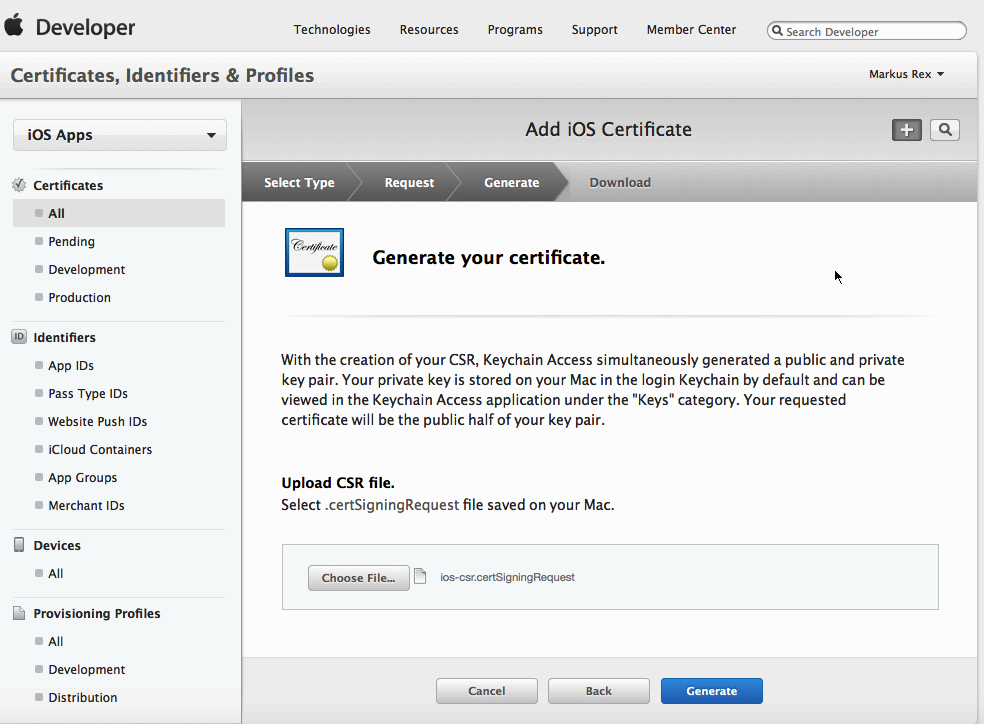 Developer
Technologies
Resources
Programs
Support
Member Center
Search Developer
Certificates, Identifiers & Profiles
Markus Rex
iOS Apps
Certificates
All
Pending
Development
Production
Identifiers
ID
App IDs
Pass Type IDs
Website Push IDs
iCloud Containers
App Groups
Merchant IDs
Devices
All
Provisioning Profiles
All
Development
Distribution
Add iOS Certificate
Select Type
Request
Generate
Download
Certificate
Generate your certificate.
With the creation of your CSR, Keychain Access simultaneously generated a public and private
key pair. Your private key is stored on your Mac in the login Keychain by default and can be
viewed in the Keychain Access application under the "Keys" category. Your requested
certificate will be the public half of your key pair.
Upload CSR file.
Select .certSigningRequest file saved on your Mac.
Choose File...
ios-csr.certSigningRequest
Cancel
Back
Generate